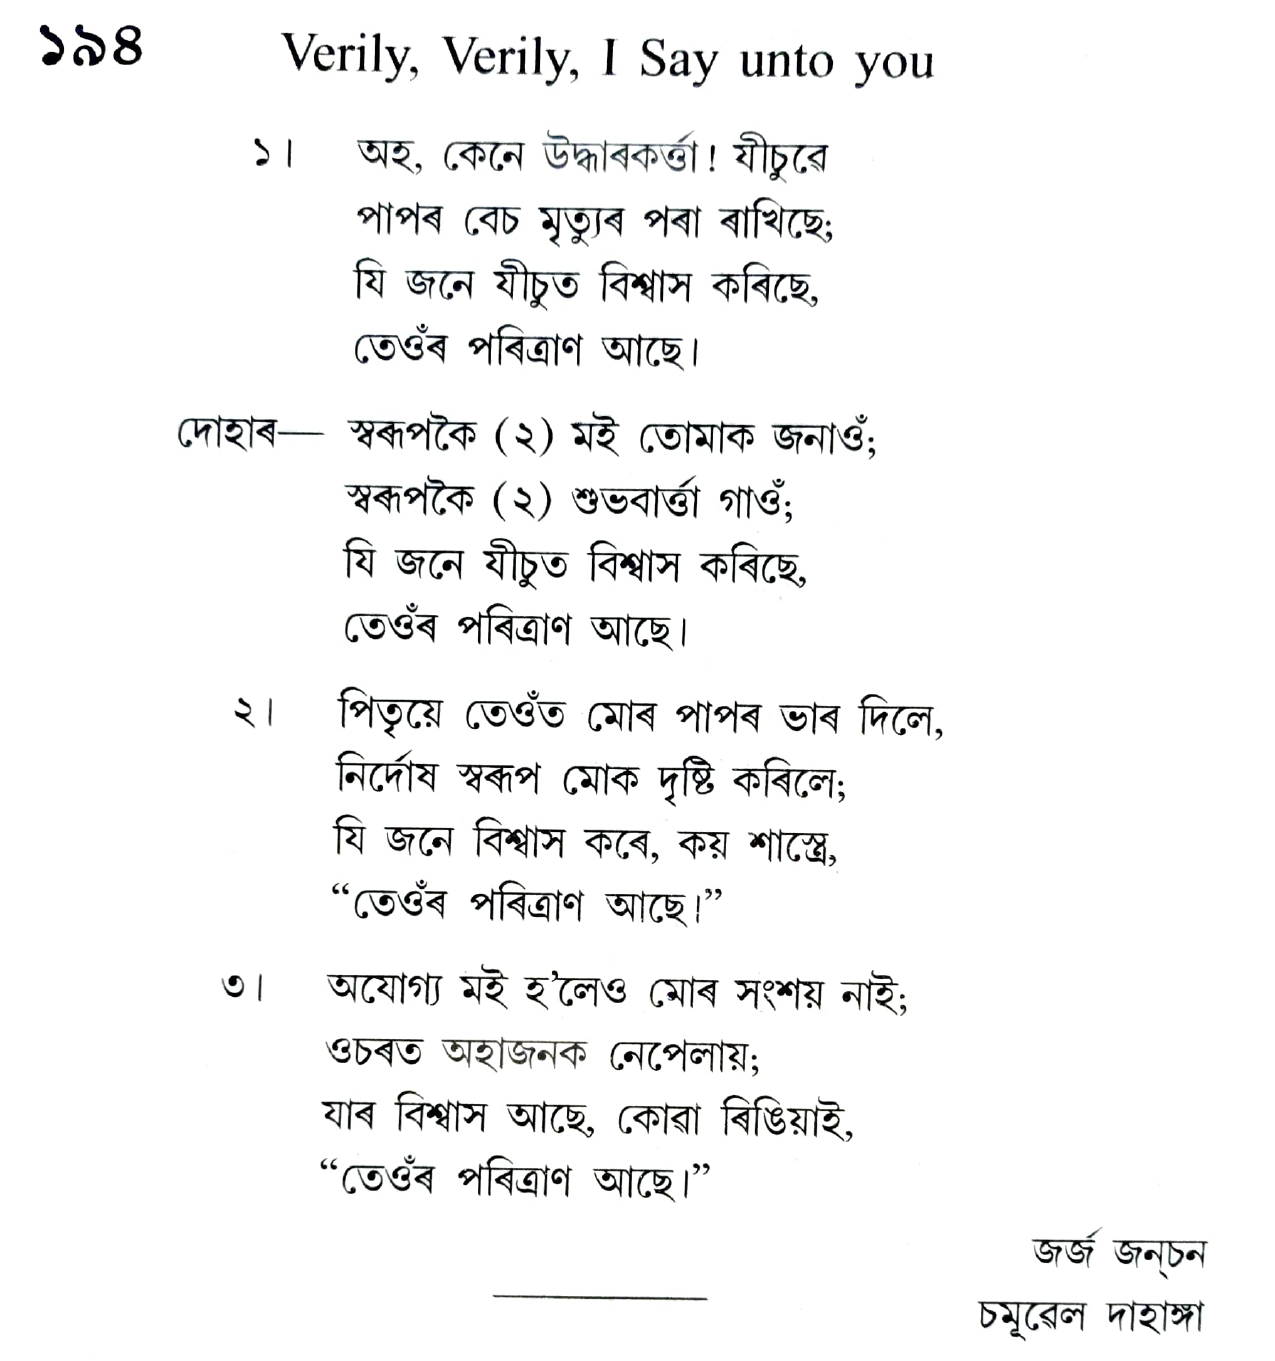 ১৯৪ Verily, Verily, I Say unto you
১। অহ, কেনে উদ্ধাৰকৰ্ত্তা! যীচুৱে
পাপৰ বেচ মৃত্যুৰ পৰা ৰাখিছে;
যি জনে যীচুত বিশ্বাস কৰিছে,
তেওঁৰ পৰিত্ৰাণ আছে।
দোহাৰ— স্বৰূপকৈ (২) মই তোমাক জনাওঁ;
স্বৰূপকৈ (২) শুভবাৰ্ত্তা গাওঁ;
যি জনে যীচুত বিশ্বাস কৰিছে,
তেওঁৰ পৰিত্ৰাণ আছে।
২। পিতৃয়ে তেওঁত মোৰ পাপৰ ভাৰ দিলে,
নিৰ্দোষ স্বৰূপ মোক দৃষ্টি কৰিলে;
যি জনে বিশ্বাস কৰে, কয় শাস্ত্ৰে,
“তেওঁৰ পৰিত্ৰাণ আছে।”
৩। অযোগ্য মই হ'লেও মোৰ সংশয় নাই;
ওচৰত অহাজনক নেপেলায়;
যাৰ বিশ্বাস আছে, কোৱা ৰিঙিয়াই,
“তেওঁৰ পৰিত্ৰাণ আছে।”
জৰ্জ জন্‌চন
চমূৱেল দাহাঙ্গা